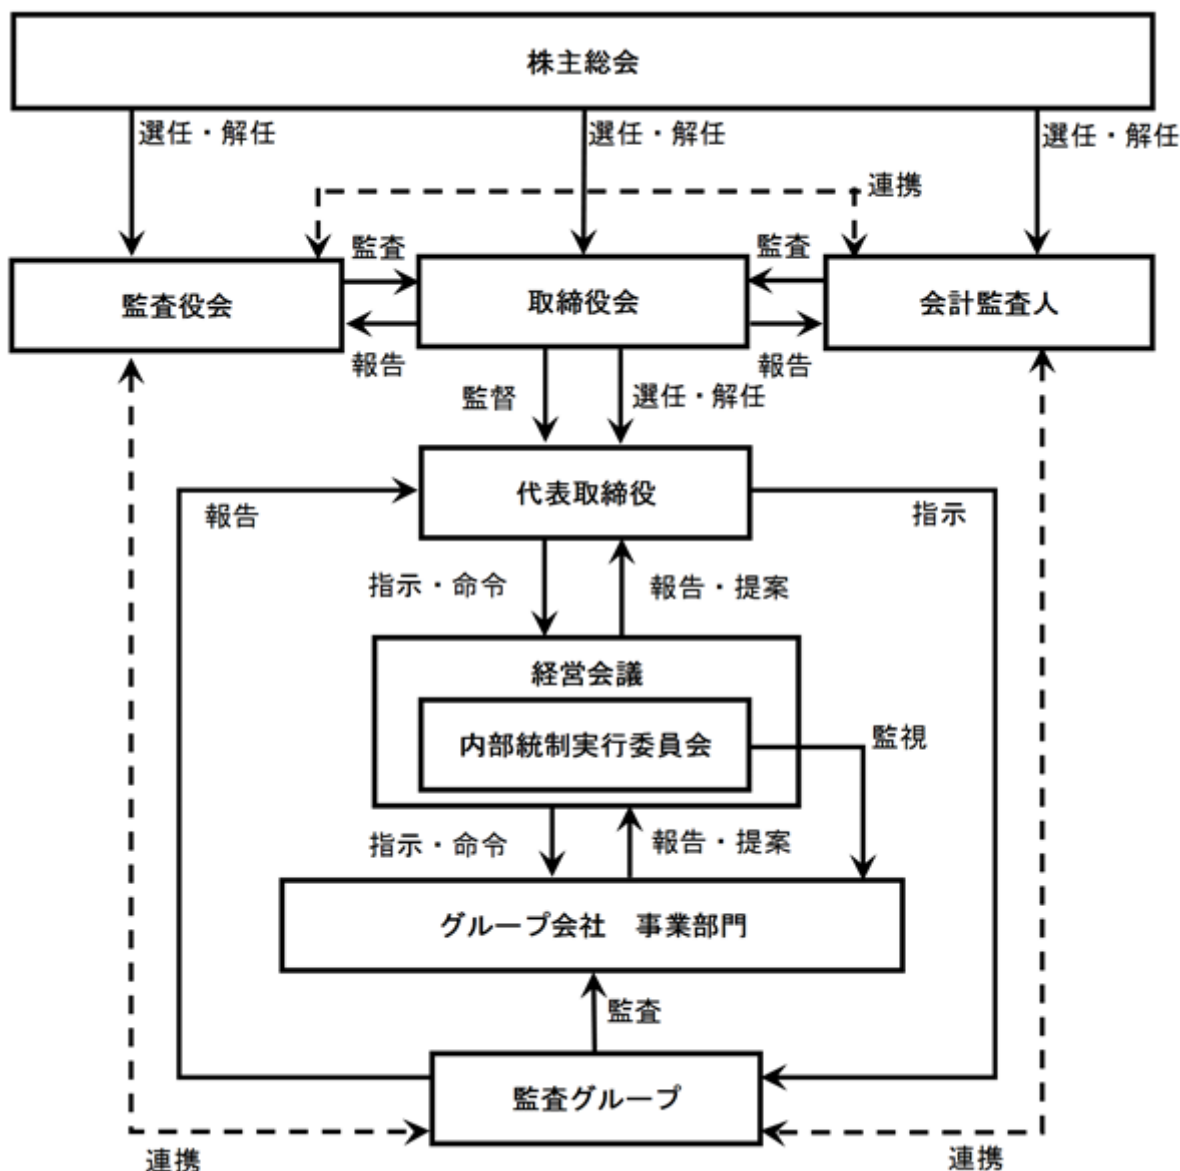 株主総会
選任・解任
選任・解任
選任・解任
連携
監査
監査
監査役会
取締役会
会計監査人
報告
報告
監督
選任・解任
代表取締役
報告
指示
指示・命令
報告・提案
経営会議
内部統制実行委員会
監視
指示・命令
報告・提案
グループ会社　事業部門
監査
監査グループ
連携
連携